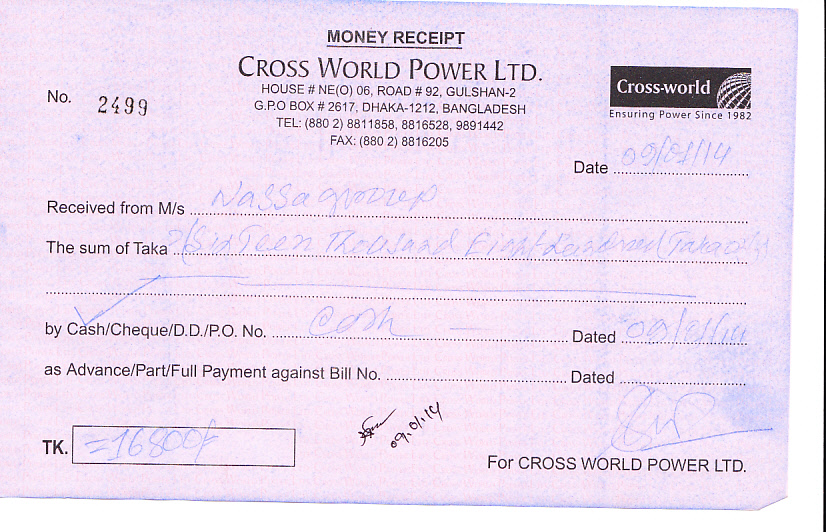 MONEY RECEIPT
CROSS WORLD POWER LTD.
HOUSE # NE(O) 06, ROAD # 92, GULSHAN-2
G.P.O BOX # 2617, DHAKA-1212, BANGLADESH
TEL: (880 2) 8811858, 8816528, 9891442
FAX: (880 2) 8816205
No. 2499
Cross-world
Ensuring Power Since 1982
Date 09/01/14
Received from M/s Nassa group
The sum of Taka Sixteen Thousand Eight Hundred Taka only
by Cash/Cheque/D.D./P.O. No. Cash Dated 09/01/14
as Advance/Part/Full Payment against Bill No. Dated
09.01.14
TK. =16800/
For CROSS WORLD POWER LTD.